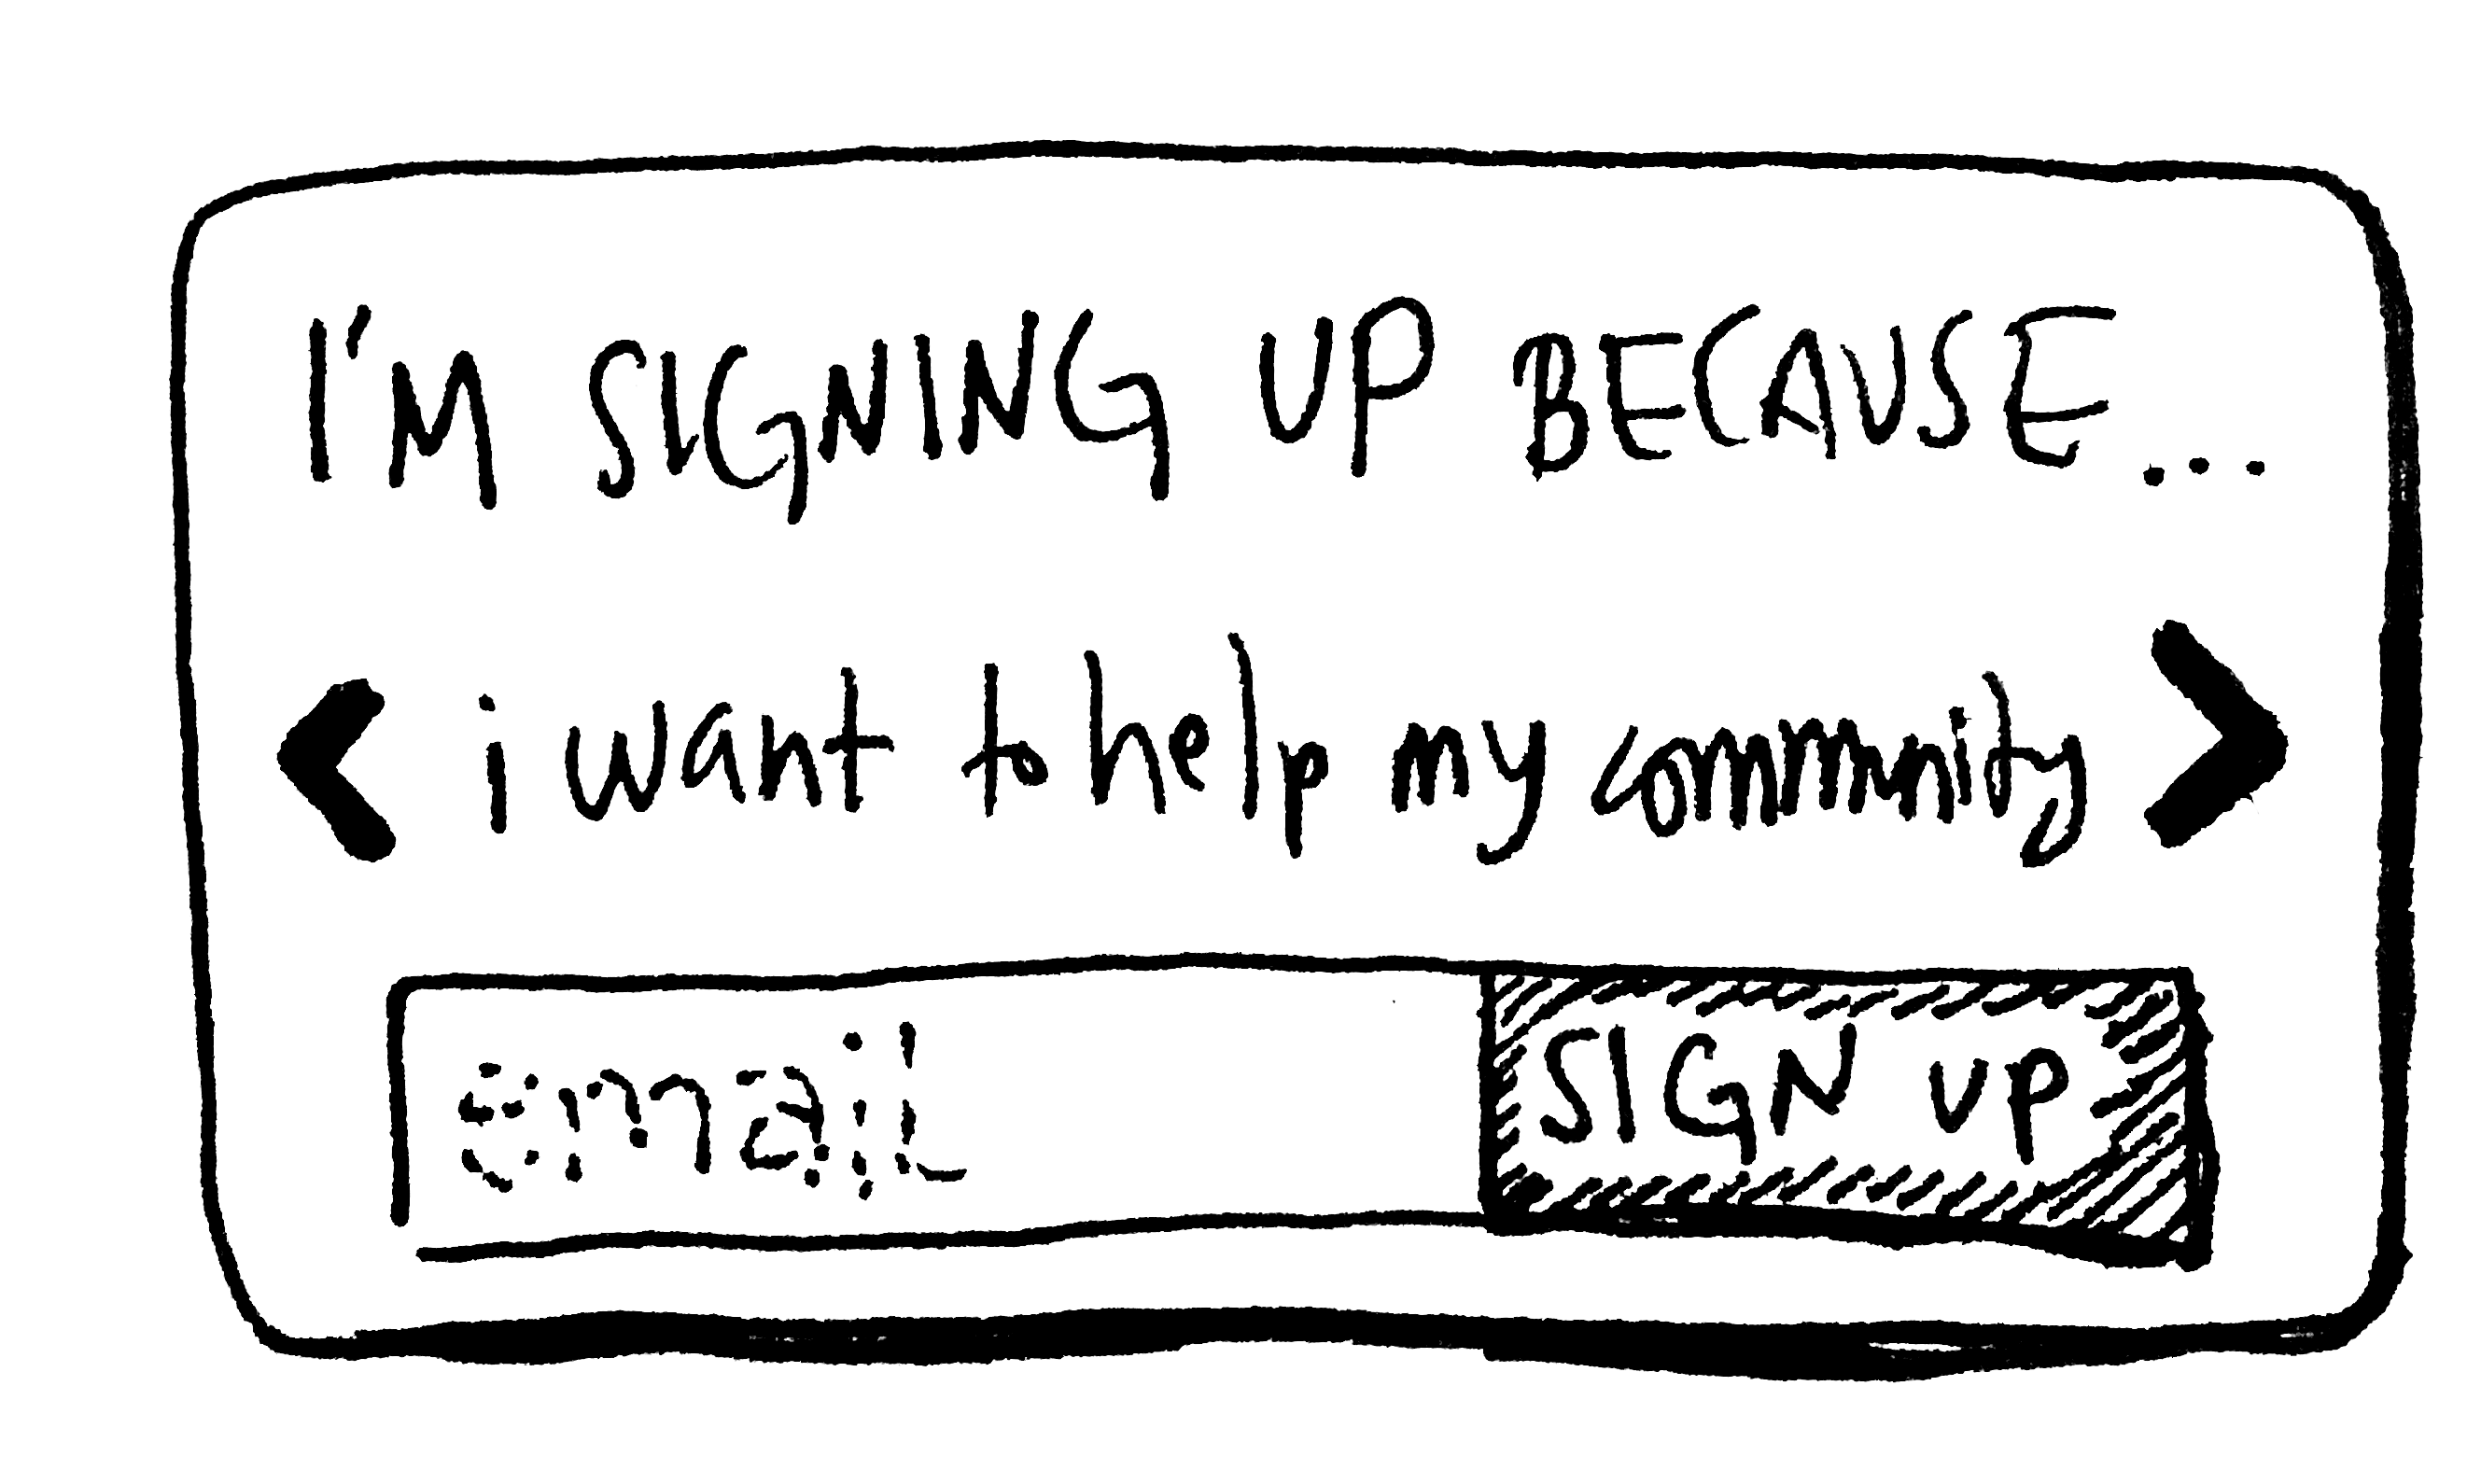 I'M SIGNING UP BECAUSE...
< i want to help my community >
email SIGN UP